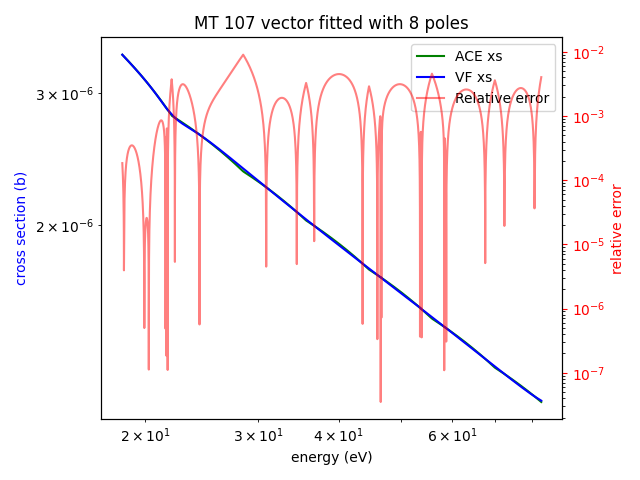 MT 107 vector fitted with 8 poles
ACE xs
VF xs
Relative error
3 × 10⁻⁶
2 × 10⁻⁶
cross section (b)
10⁻²
10⁻³
10⁻⁴
10⁻⁵
10⁻⁶
10⁻⁷
relative error
2 × 10¹
3 × 10¹
4 × 10¹
6 × 10¹
energy (eV)